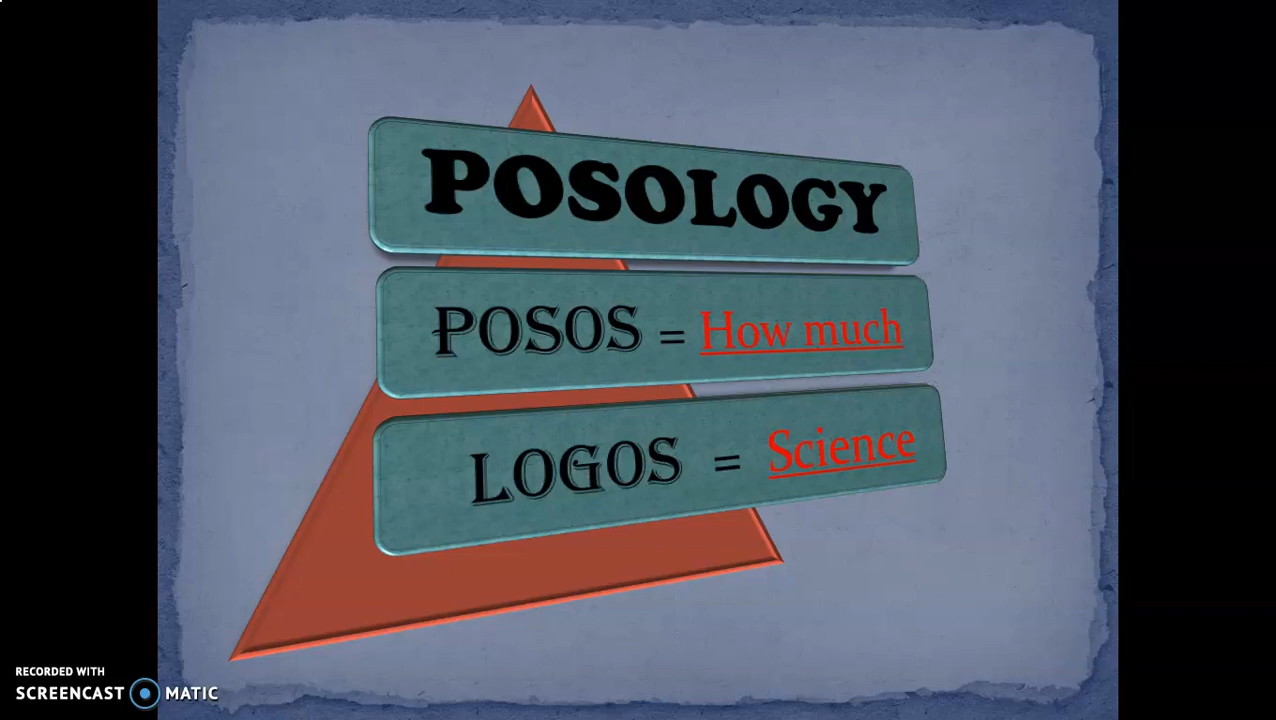 POSOLOGY
POSOS = How much
LOGOS = Science
RECORDED WITH
SCREENCAST MATIC